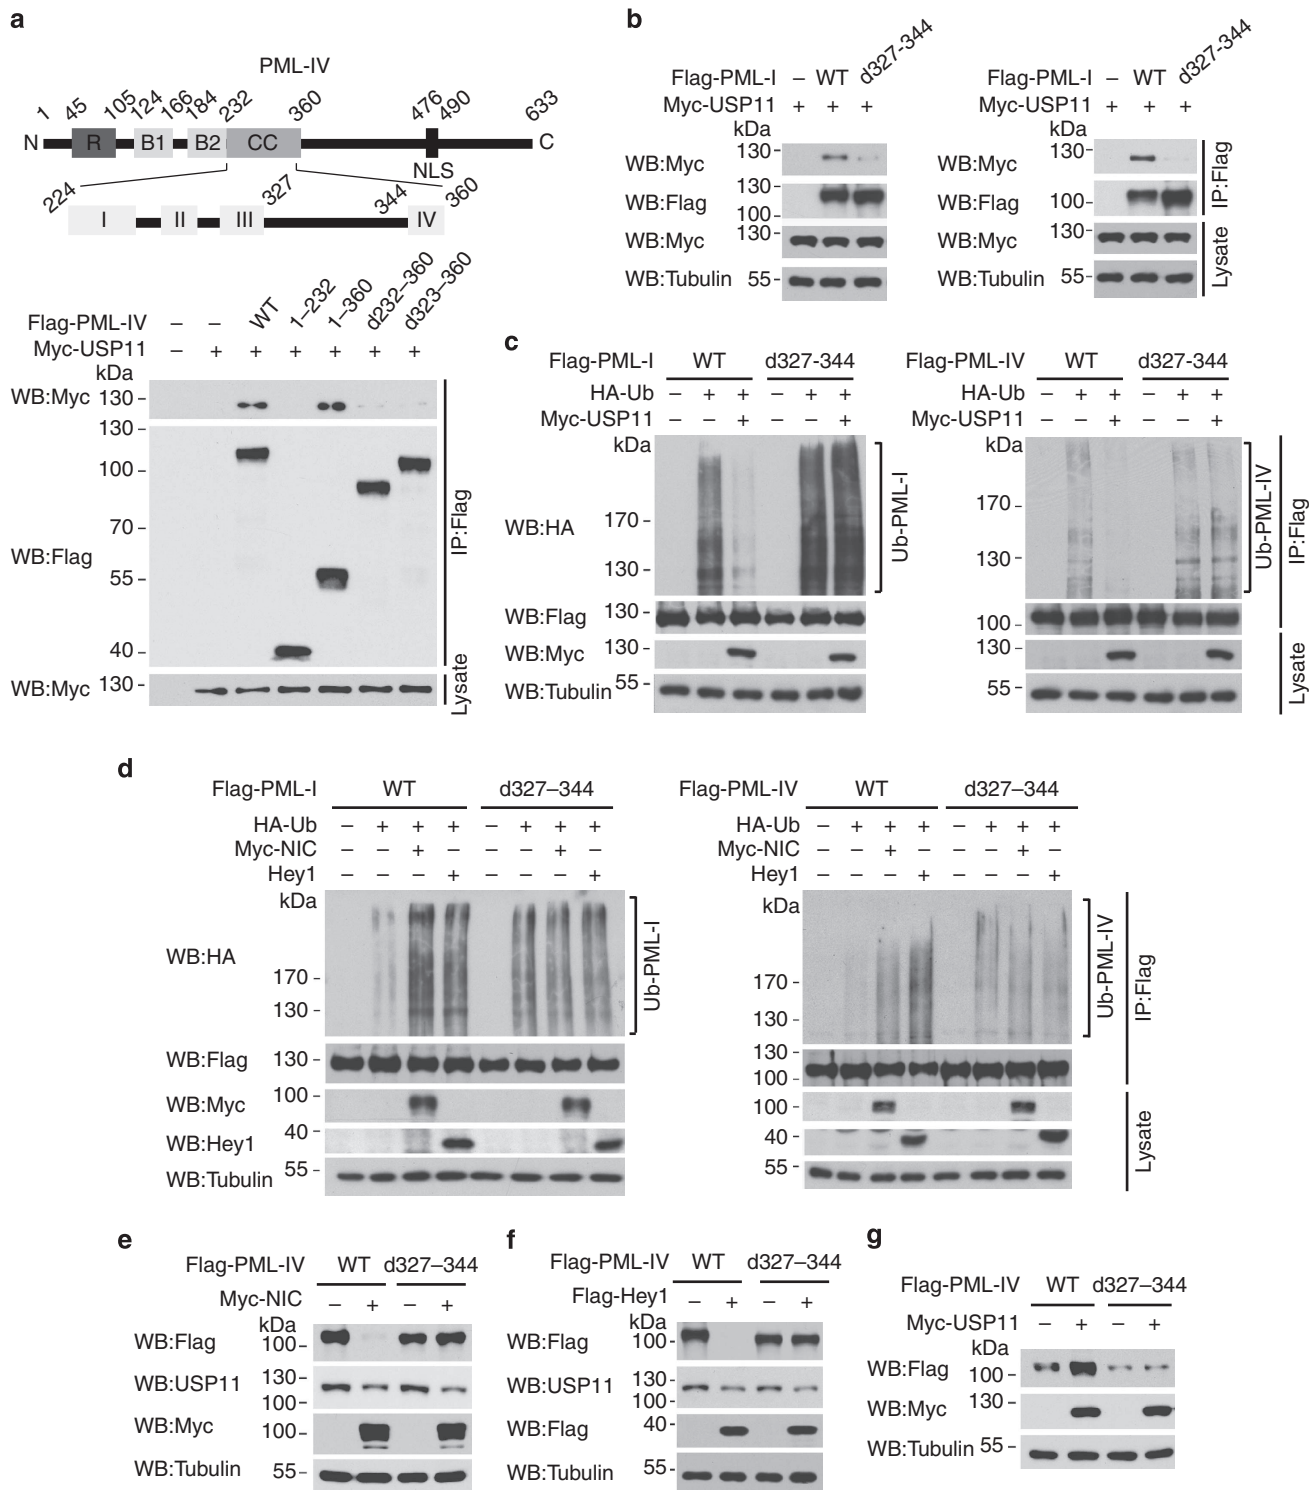 a
PML-IV
1 45 105 124 166 184 232 360 476 490 633
N R B1 B2 CC C
NLS
224 327 344 360
I II III IV
Flag-PML-IV – – WT 1–232 1–360 d232–360 d323–360
Myc-USP11 – + + + + + +
kDa
WB:Myc 130
130
100
70
WB:Flag
55
40
IP:Flag
WB:Myc 130
Lysate
b
Flag-PML-I – WT d327-344
Myc-USP11 + + +
kDa
WB:Myc 130
WB:Flag 130
100
WB:Myc 130
WB:Tubulin 55
Flag-PML-I – WT d327-344
Myc-USP11 + + +
kDa
WB:Myc 130
WB:Flag 100
WB:Myc 130
WB:Tubulin 55
IP:Flag
Lysate
c
Flag-PML-I WT d327-344
HA-Ub – + + – + +
Myc-USP11 – – + – – +
kDa
WB:HA 170
130
Ub-PML-I
WB:Flag 130
WB:Myc 130
WB:Tubulin 55
Flag-PML-IV WT d327-344
HA-Ub – + + – + +
Myc-USP11 – – + – – +
kDa
170
130
Ub-PML-IV
100
130
55
IP:Flag
Lysate
d
Flag-PML-I WT d327–344
HA-Ub – + + + – + + +
Myc-NIC – – + – – – + –
Hey1 – – – + – – – +
kDa
WB:HA
170
130
Ub-PML-I
WB:Flag 130
WB:Myc 100
WB:Hey1 40
WB:Tubulin 55
Flag-PML-IV WT d327–344
HA-Ub – + + + – + + +
Myc-NIC – – + – – – + –
Hey1 – – – + – – – +
kDa
170
130
Ub-PML-IV
130
100
100
40
55
IP:Flag
Lysate
e
Flag-PML-IV WT d327–344
Myc-NIC – + – +
kDa
WB:Flag 100
WB:USP11 130
100
WB:Myc 100
WB:Tubulin 55
f
Flag-PML-IV WT d327–344
Flag-Hey1 – + – +
kDa
WB:Flag 100
WB:USP11 130
100
WB:Flag 40
WB:Tubulin 55
g
Flag-PML-IV WT d327–344
Myc-USP11 – + – +
kDa
WB:Flag 100
WB:Myc 130
WB:Tubulin 55